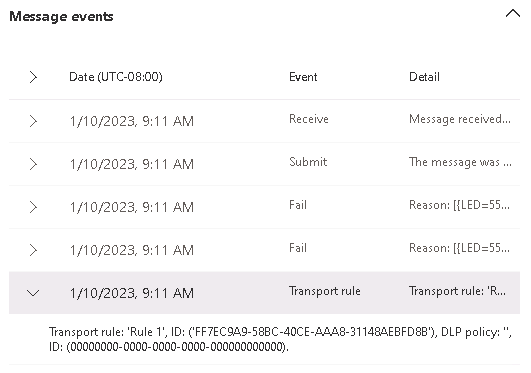 Message events
Date (UTC-08:00) Event Detail
1/10/2023, 9:11 AM Receive Message received...
1/10/2023, 9:11 AM Submit The message was ...
1/10/2023, 9:11 AM Fail Reason: [{LED=55...
1/10/2023, 9:11 AM Fail Reason: [{LED=55...
1/10/2023, 9:11 AM Transport rule Transport rule: 'R...
Transport rule: 'Rule 1', ID: ('FF7EC9A9-58BC-40CE-AAA8-31148AEBFD8B'), DLP policy: '',
ID: (00000000-0000-0000-0000-000000000000).